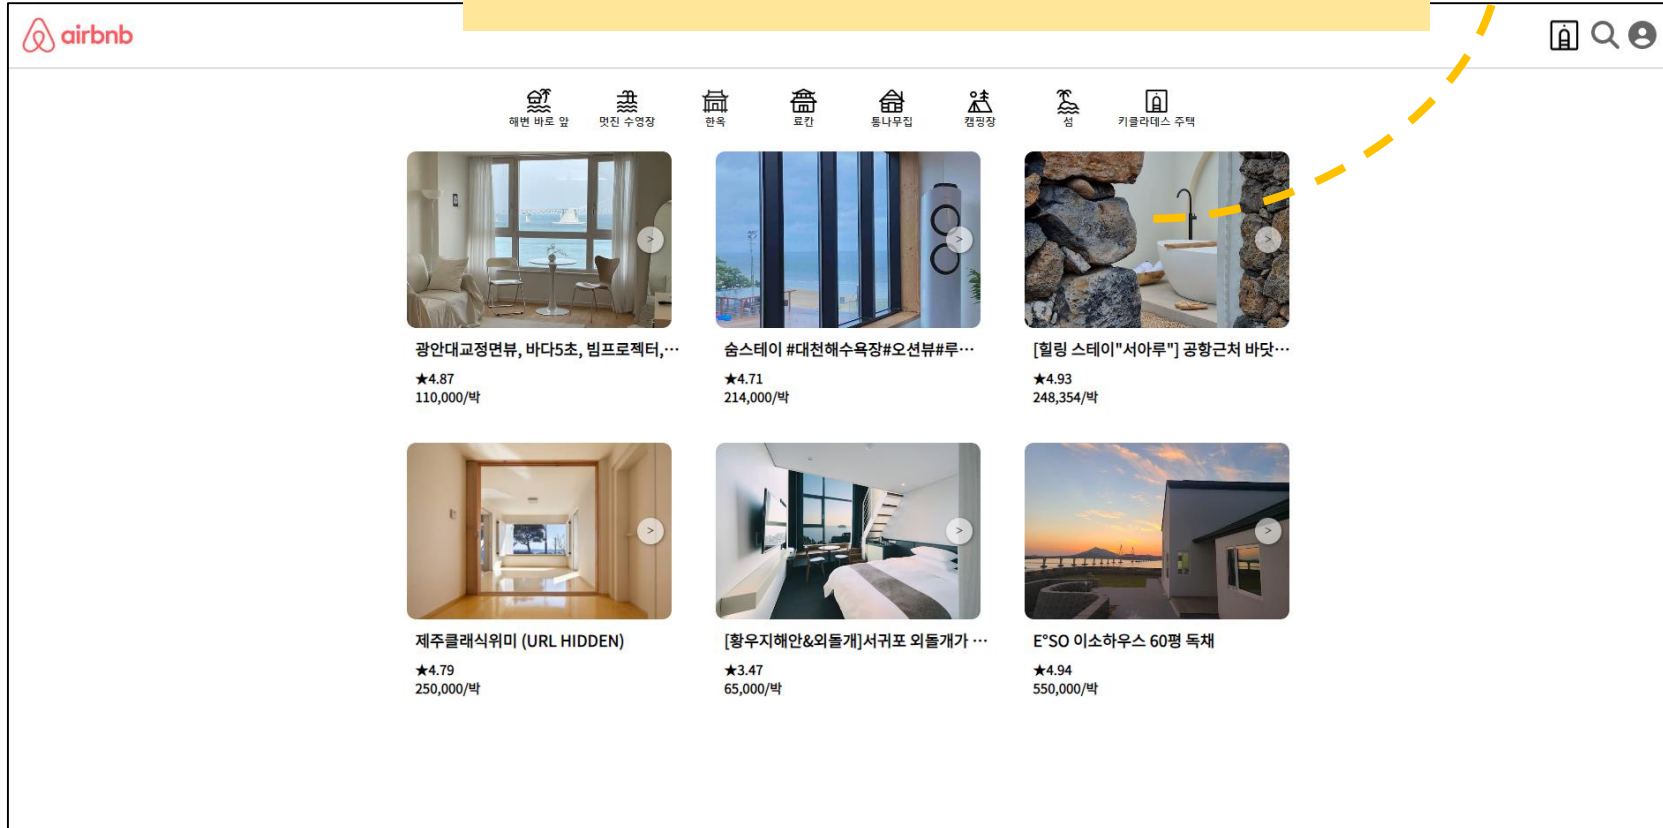 airbnb
해변 바로 앞
멋진 수영장
한옥
료칸
통나무집
캠핑장
섬
키클라데스 주택
>
>
>
광안대교정면뷰, 바다5초, 빔프로젝터,…
숨스테이 #대천해수욕장#오션뷰#루…
[힐링 스테이"서아루"] 공항근처 바닷…
★4.87
★4.71
★4.93
110,000/박
214,000/박
248,354/박
>
>
>
제주클래식위미 (URL HIDDEN)
[황우지해안&외돌개]서귀포 외돌개가 …
E°SO 이소하우스 60평 독채
★4.79
★3.47
★4.94
250,000/박
65,000/박
550,000/박